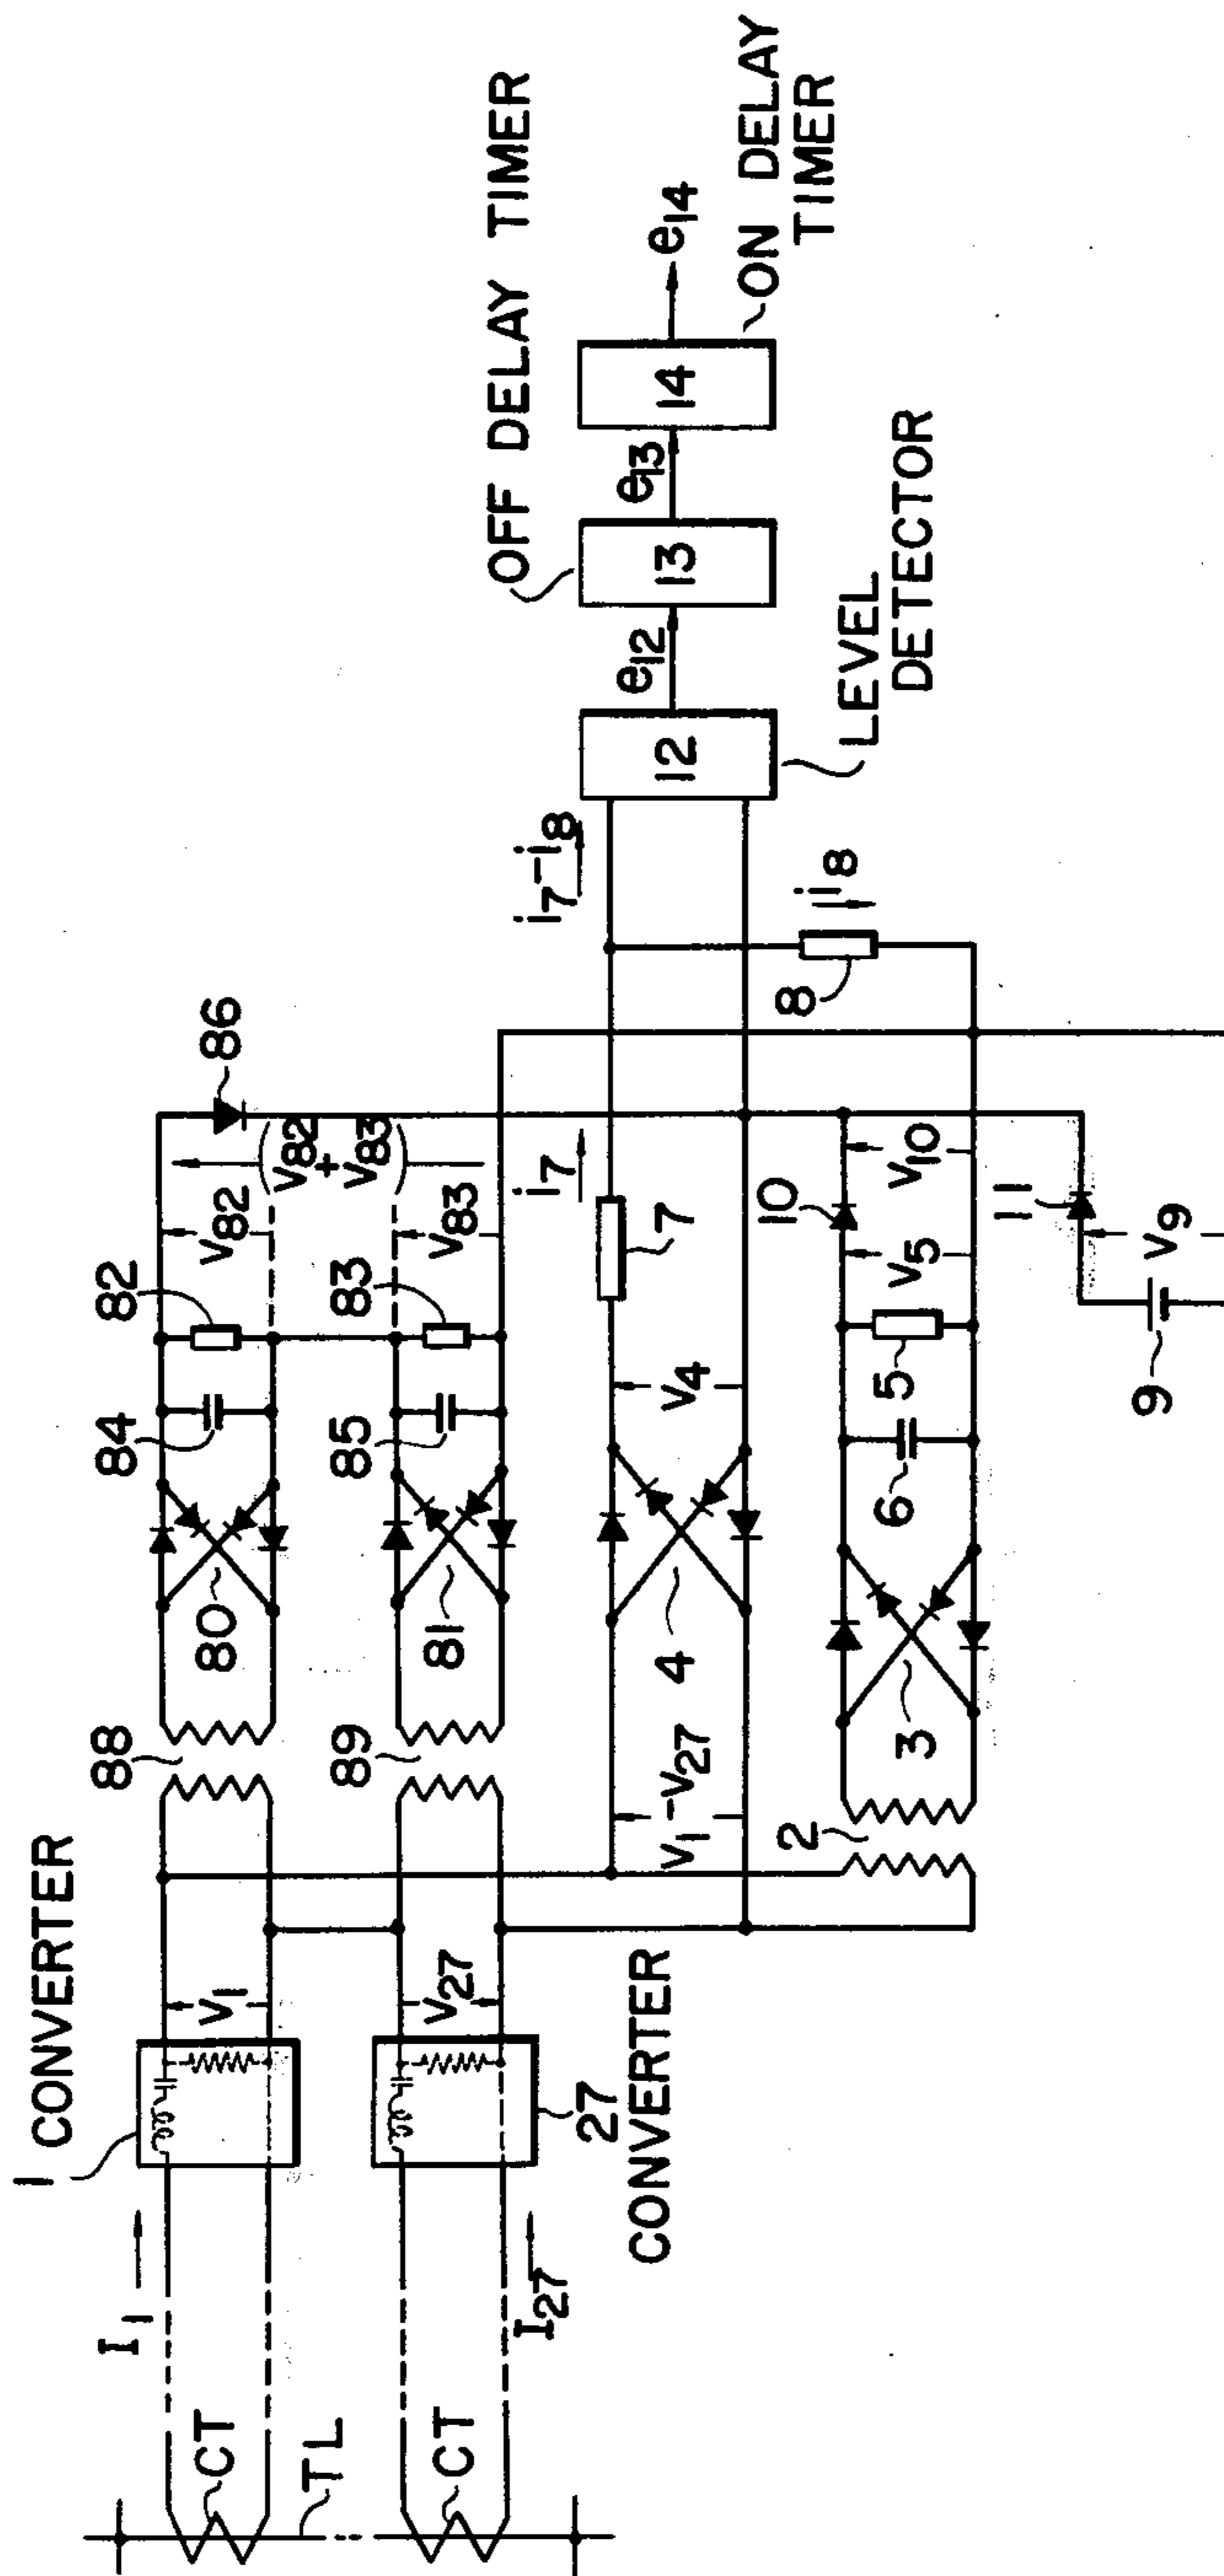 1 CONVERTER
I1
CT
TL
CT
I27
27
CONVERTER
V1
V27
88
89
80
81
84
85
82
83
V82
V83
(V82 + V83)
86
V1-V27
4
V4
7
i7
i7-i8
8
i8
2
3
6
5
V5
10
V10
11
9
V9
12
LEVEL
DETECTOR
e12
13
OFF DELAY TIMER
e13
14
e14
ON DELAY
TIMER